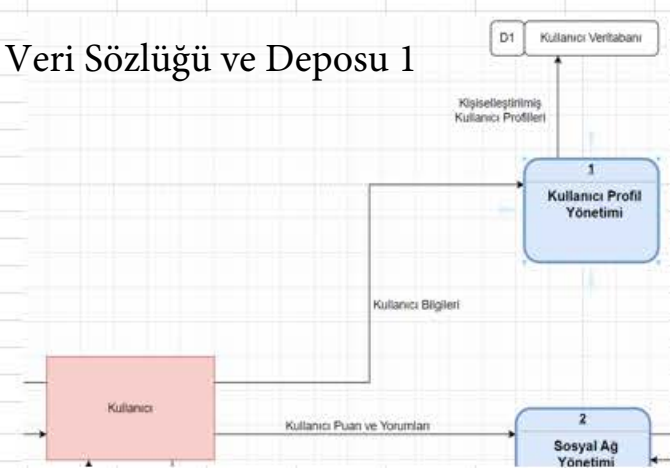 Veri Sözlüğü ve Deposu 1
D1 Kullanıcı Veritabanı
Kişiselleştirilmiş
Kullanıcı Profilleri
1
Kullanıcı Profil
Yönetimi
Kullanıcı Bilgileri
Kullanıcı
Kullanıcı Puan ve Yorumları
2
Sosyal Ağ
Yönetimi